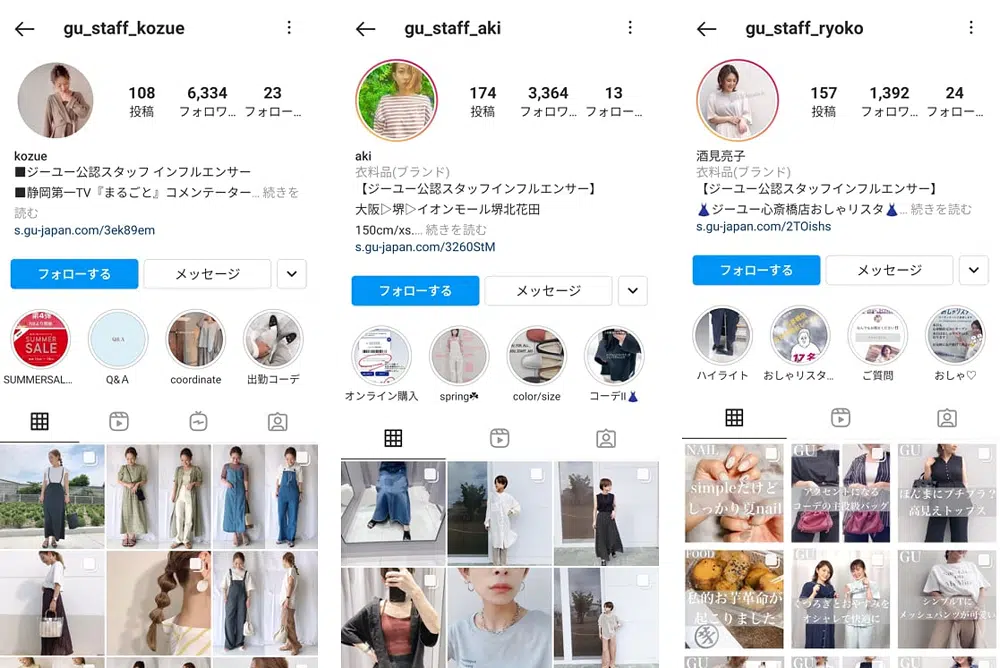 gu_staff_kozue
108
6,334
23
投稿
フォロワ...
フォロー...
kozue
■ジーユー公認スタッフ インフルエンサー
■静岡第一TV『まるごと』コメンテーター... 続きを
読む
s.gu-japan.com/3ek89em
フォローする
メッセージ
第4弾
SUMMER
SALE
Q&A
SUMMERSAL...
Q&A
coordinate
出勤コーデ
gu_staff_aki
174
3,364
13
投稿
フォロワ...
フォロー...
aki
衣料品(ブランド)
【ジーユー公認スタッフインフルエンサー】
大阪▷堺▷イオンモール堺北花田
150cm/xs.... 続きを読む
s.gu-japan.com/3260StM
フォローする
メッセージ
オンライン購入
spring☘
color/size
コーデII👗
gu_staff_ryoko
157
1,392
24
投稿
フォロワ...
フォロー...
酒見亮子
衣料品(ブランド)
【ジーユー公認スタッフインフルエンサー】
👗ジーユー心斎橋店おしゃリスタ👗... 続きを読む
s.gu-japan.com/2TOishs
フォローする
メッセージ
ハイライト
おしゃリスタ...
ご質問
おしゃ♡
NAIL
simpleだけど
しっかり夏nail
GU
アクセントになる
コーデの主役級バッグ
GU
ほんまにプチプラ?
高見えトップス
FOOD
私的お芋革命が
起こりました
GU
くつろぎとおやすみを
オシャレで快適に
GU
シンプルTに
メッシュパンツが可愛い
GU
GU